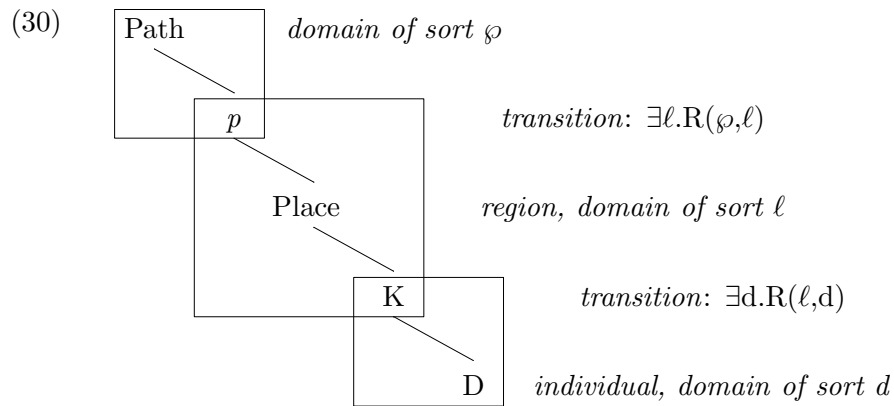 (30) Path domain of sort ℘
p transition: ∃ℓ.R(℘,ℓ)
Place region, domain of sort ℓ
K transition: ∃d.R(ℓ,d)
D individual, domain of sort d